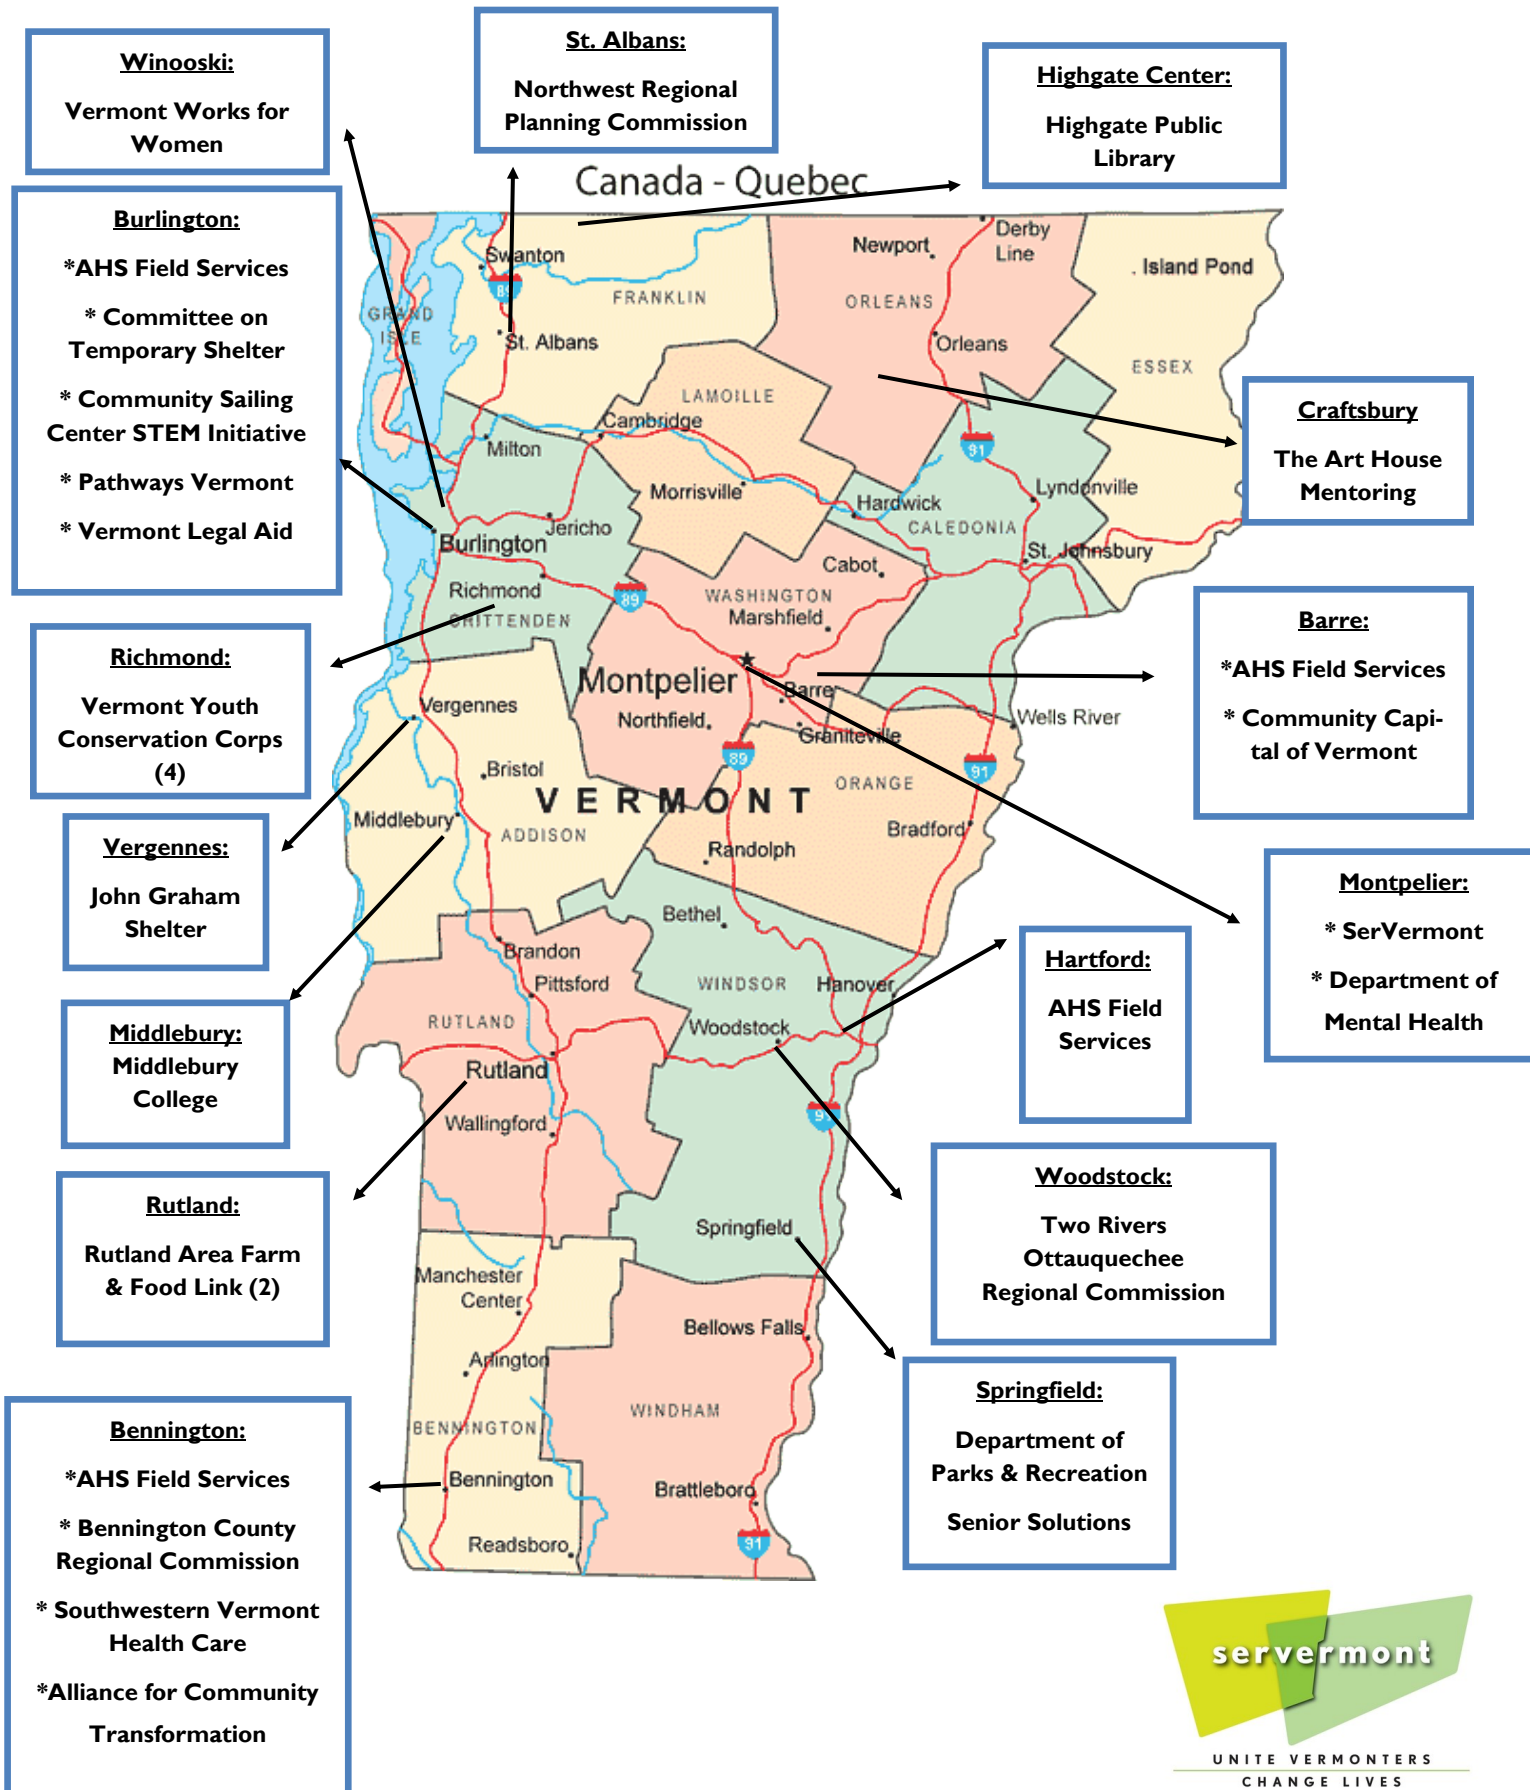 Winooski:
Vermont Works for
Women
St. Albans:
Northwest Regional
Planning Commission
Highgate Center:
Highgate Public
Library
Burlington:
*AHS Field Services
* Committee on
Temporary Shelter
* Community Sailing
Center STEM Initiative
* Pathways Vermont
* Vermont Legal Aid
Richmond:
Vermont Youth
Conservation Corps
(4)
Vergennes:
John Graham
Shelter
Middlebury:
Middlebury
College
Rutland:
Rutland Area Farm
& Food Link (2)
Bennington:
*AHS Field Services
* Bennington County
Regional Commission
* Southwestern Vermont
Health Care
*Alliance for Community
Transformation
Canada - Quebec
Swanton
89
FRANKLIN
GRAND
ISLE
St. Albans
Newport
Derby
Line
Island Pond
ORLEANS
Orleans
ESSEX
LAMOILLE
Cambridge
Milton
Morrisville
91
Lyndonville
Hardwick
CALEDONIA
Jericho
Burlington
St. Johnsbury
Cabot
Richmond
89
WASHINGTON
CHITTENDEN
Marshfield
Montpelier
Barre
Vergennes
Northfield
Graniteville
Wells River
89
91
Bristol
VERMONT
ORANGE
Middlebury
ADDISON
Bradford
Randolph
Bethel
Brandon
Pittsford
WINDSOR
Hanover
RUTLAND
Woodstock
Rutland
Wallingford
91
Springfield
Manchester
Center
Bellows Falls
Arlington
WINDHAM
BENNINGTON
Bennington
Brattleboro
Readsboro
91
Craftsbury
The Art House
Mentoring
Barre:
*AHS Field Services
* Community Capi-
tal of Vermont
Montpelier:
* SerVermont
* Department of
Mental Health
Hartford:
AHS Field
Services
Woodstock:
Two Rivers
Ottauquechee
Regional Commission
Springfield:
Department of
Parks & Recreation
Senior Solutions
servermont
UNITE VERMONTERS
CHANGE LIVES